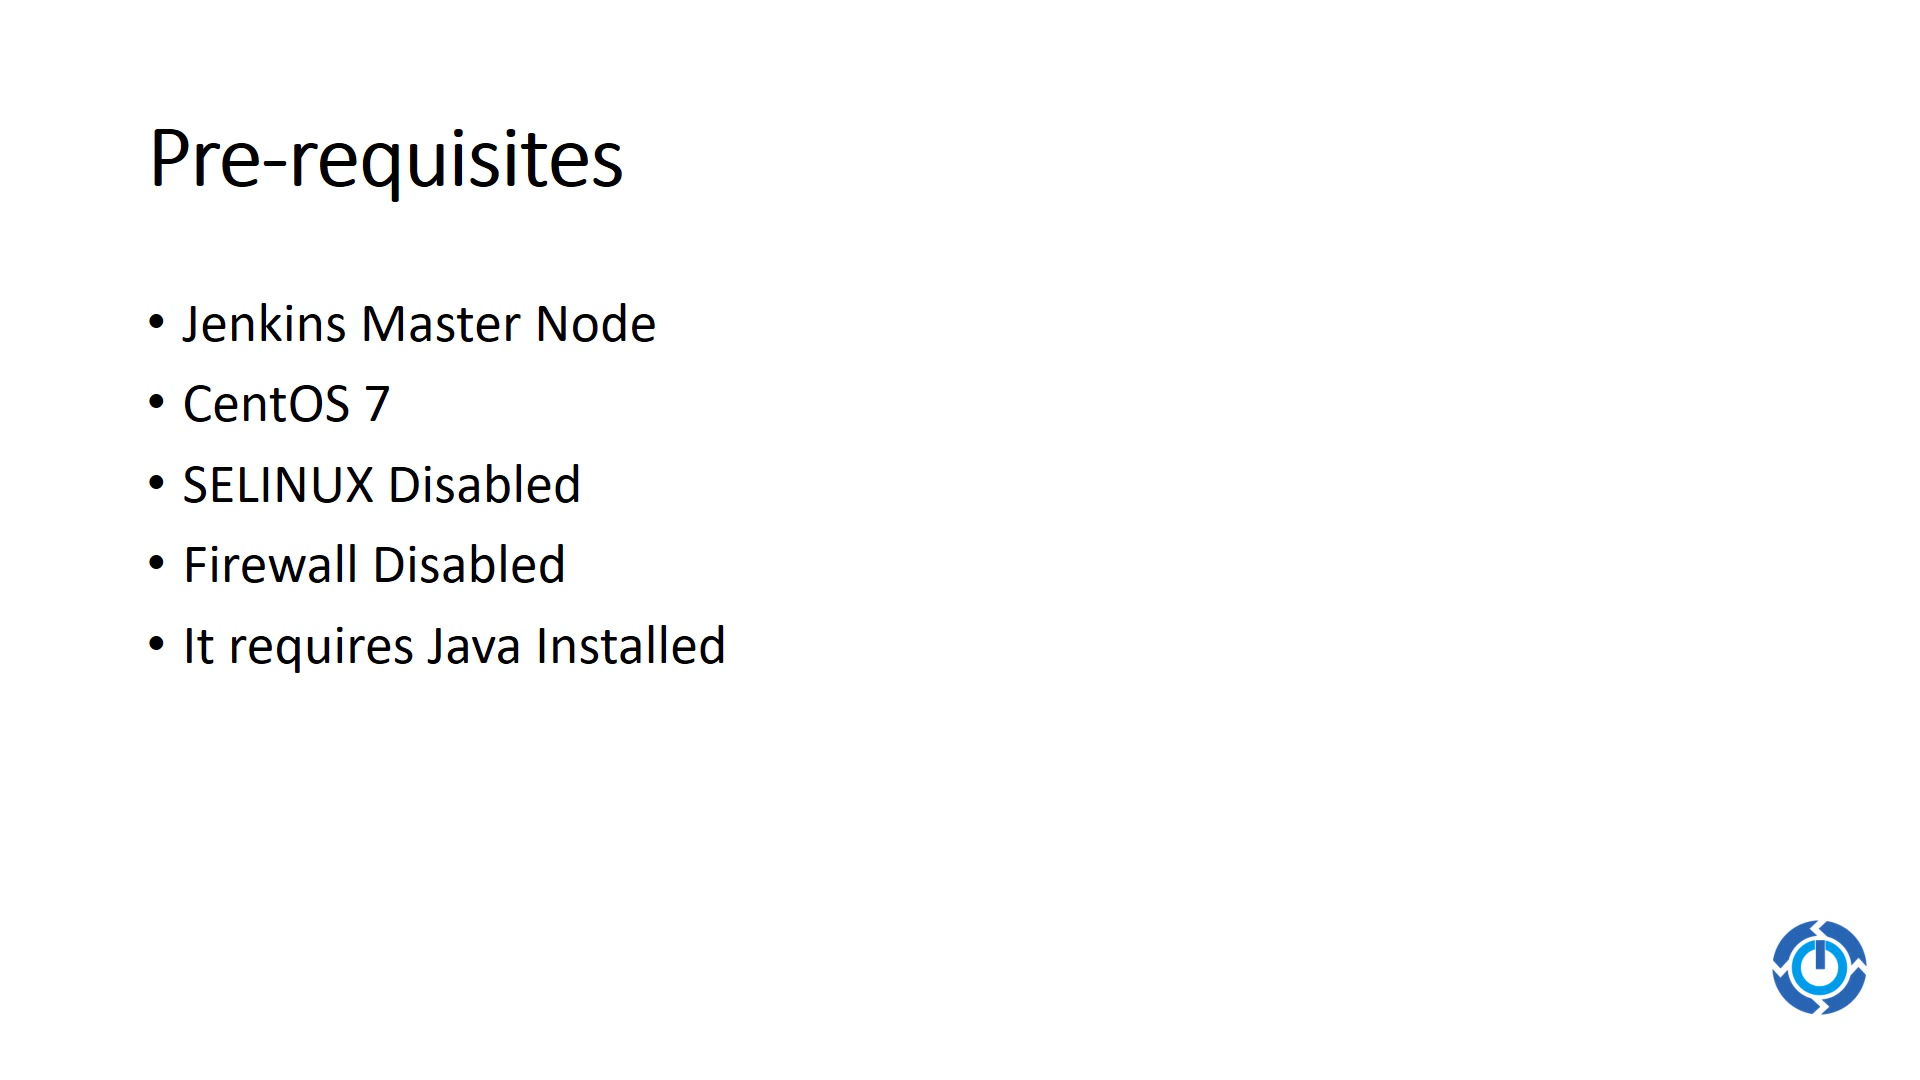 Pre-requisites
• Jenkins Master Node
• CentOS 7
• SELINUX Disabled
• Firewall Disabled
• It requires Java Installed